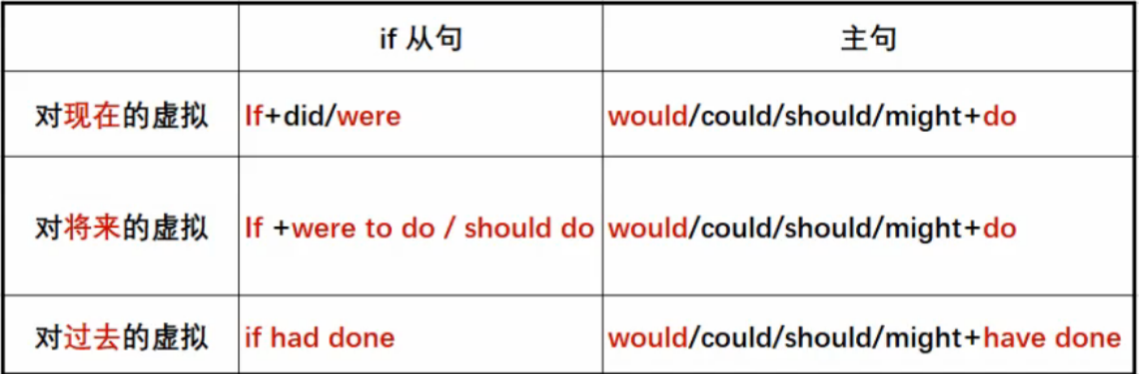 if 从句 主句
对现在的虚拟 If+did/were would/could/should/might+do
对将来的虚拟 If +were to do / should do would/could/should/might+do
对过去的虚拟 if had done would/could/should/might+have done